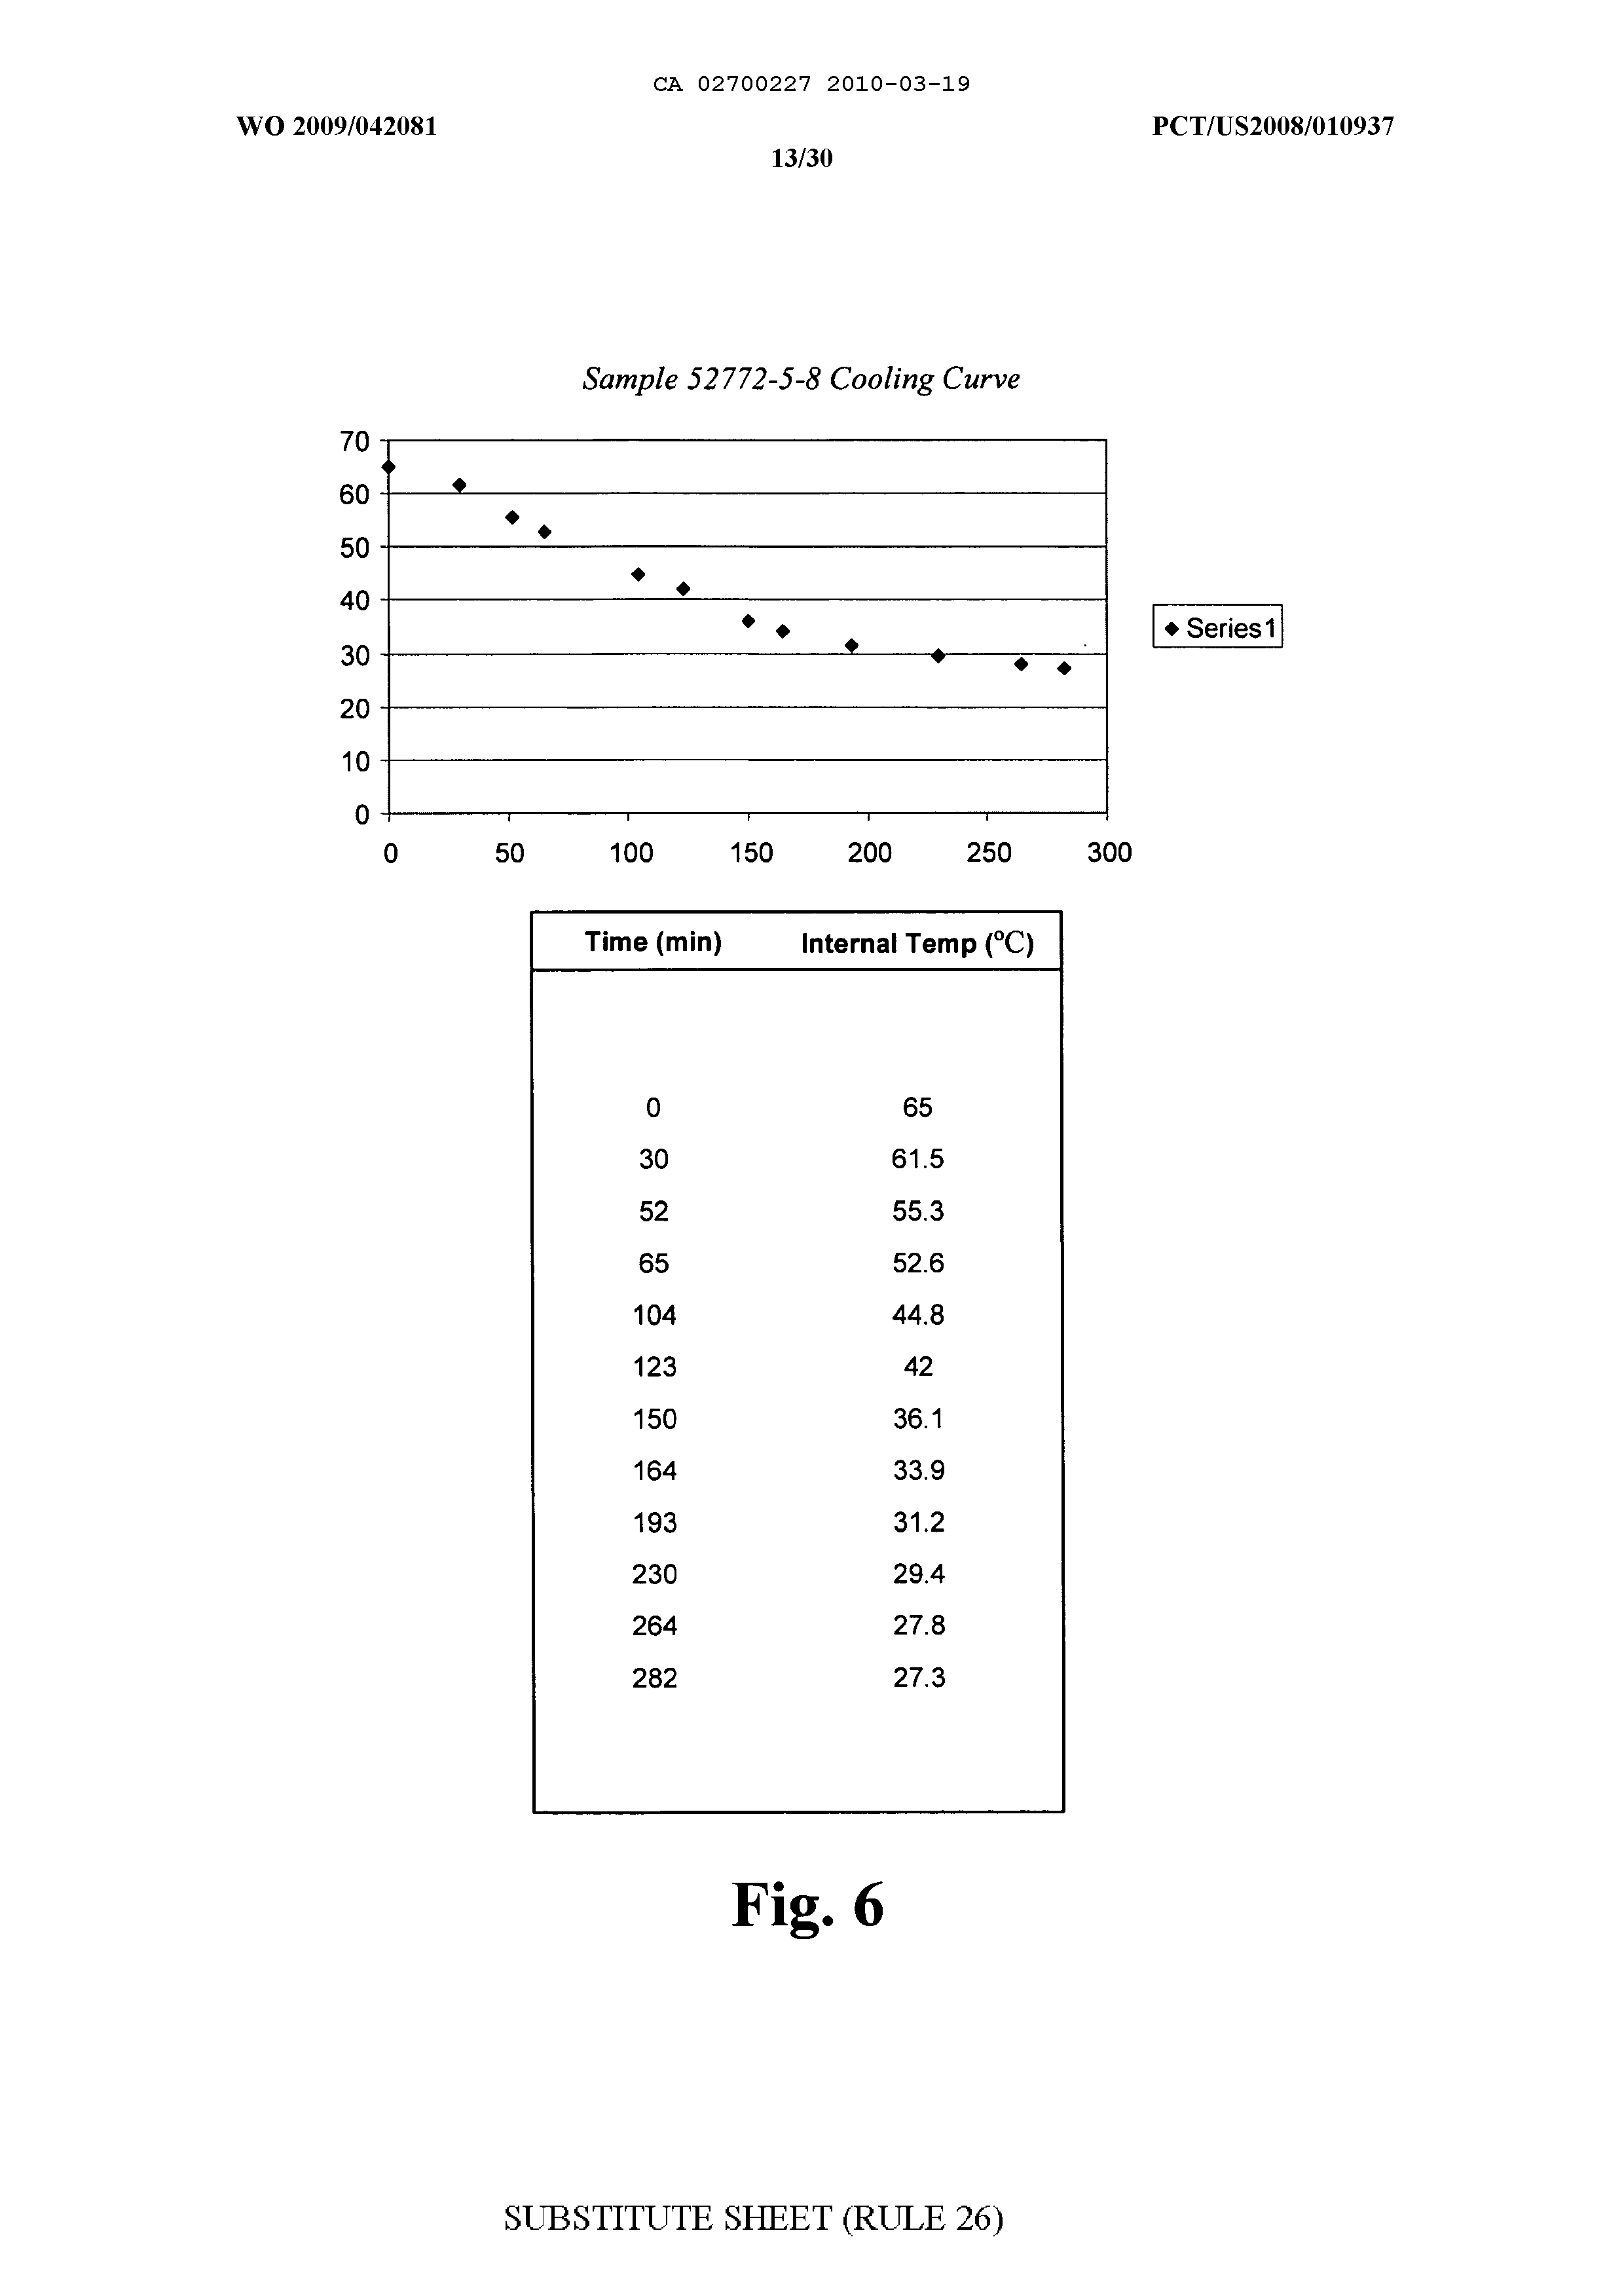 CA 02700227 2010-03-19
WO 2009/042081 PCT/US2008/010937
13/30
Sample 52772-5-8 Cooling Curve
70
60
50
40
30
20
10
0
0 50 100 150 200 250 300
Series1
Time (min) Internal Temp (°C)
0 65
30 61.5
52 55.3
65 52.6
104 44.8
123 42
150 36.1
164 33.9
193 31.2
230 29.4
264 27.8
282 27.3
Fig. 6
SUBSTITUTE SHEET (RULE 26)